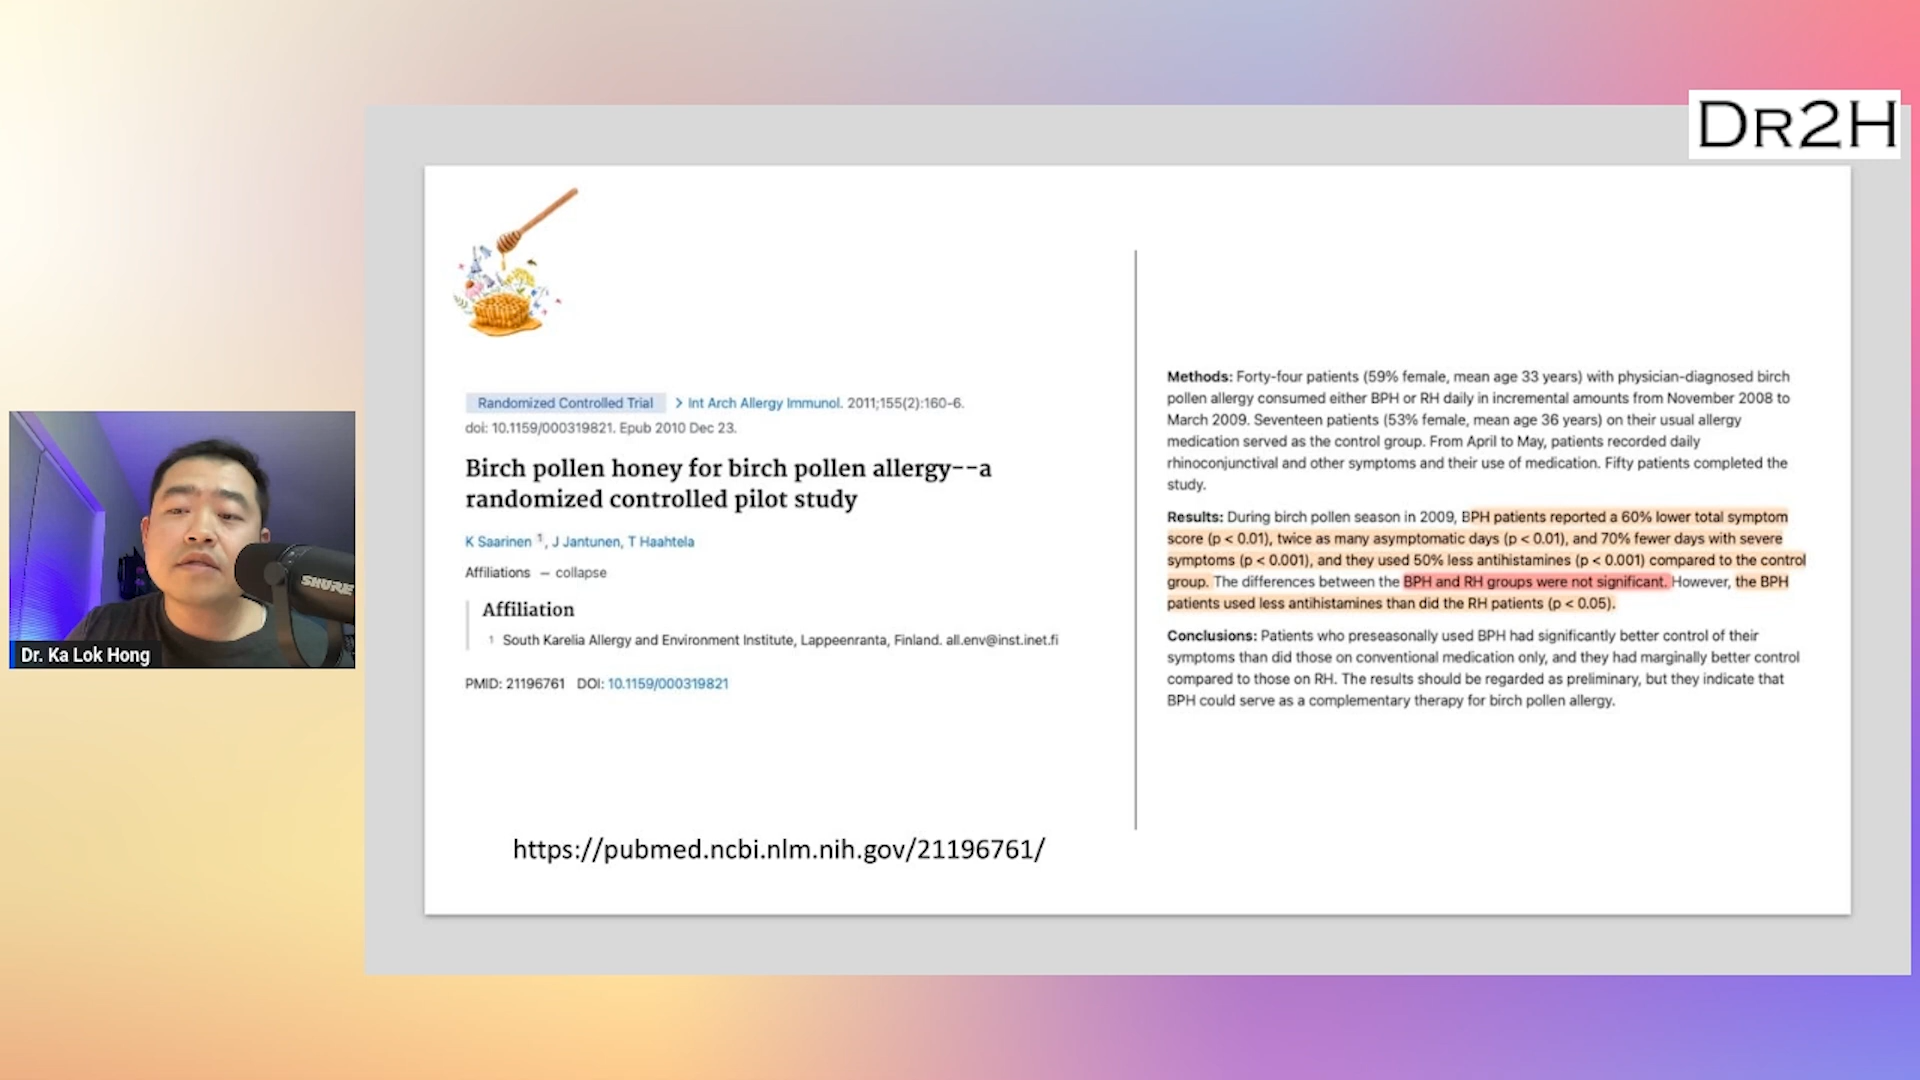 DR2H
Randomized Controlled Trial > Int Arch Allergy Immunol. 2011;155(2):160-6.
doi: 10.1159/000319821. Epub 2010 Dec 23.
Birch pollen honey for birch pollen allergy--a
randomized controlled pilot study
K Saarinen 1, J Jantunen, T Haahtela
Affiliations – collapse
Affiliation
1 South Karelia Allergy and Environment Institute, Lappeenranta, Finland. all.env@inst.inet.fi
PMID: 21196761 DOI: 10.1159/000319821
https://pubmed.ncbi.nlm.nih.gov/21196761/
Methods: Forty-four patients (59% female, mean age 33 years) with physician-diagnosed birch
pollen allergy consumed either BPH or RH daily in incremental amounts from November 2008 to
March 2009. Seventeen patients (53% female, mean age 36 years) on their usual allergy
medication served as the control group. From April to May, patients recorded daily
rhinoconjunctival and other symptoms and their use of medication. Fifty patients completed the
study.
Results: During birch pollen season in 2009, BPH patients reported a 60% lower total symptom
score (p < 0.01), twice as many asymptomatic days (p < 0.01), and 70% fewer days with severe
symptoms (p < 0.001), and they used 50% less antihistamines (p < 0.001) compared to the control
group. The differences between the BPH and RH groups were not significant. However, the BPH
patients used less antihistamines than did the RH patients (p < 0.05).
Conclusions: Patients who preseasonally used BPH had significantly better control of their
symptoms than did those on conventional medication only, and they had marginally better control
compared to those on RH. The results should be regarded as preliminary, but they indicate that
BPH could serve as a complementary therapy for birch pollen allergy.
SHURE
Dr. Ka Lok Hong